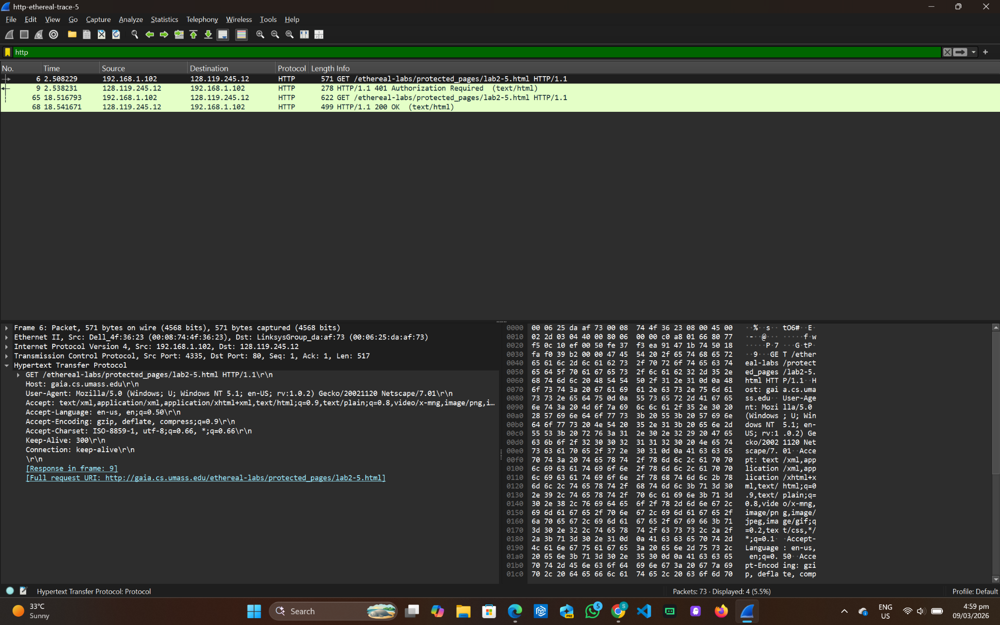 http-ethereal-trace-5
File Edit View Go Capture Analyze Statistics Telephony Wireless Tools Help
http
No. Time Source Destination Protocol Length Info
6 2.508229 192.168.1.102 128.119.245.12 HTTP 571 GET /ethereal-labs/protected_pages/lab2-5.html HTTP/1.1
9 2.538231 128.119.245.12 192.168.1.102 HTTP 278 HTTP/1.1 401 Authorization Required  (text/html)
65 18.516793 192.168.1.102 128.119.245.12 HTTP 622 GET /ethereal-labs/protected_pages/lab2-5.html HTTP/1.1
68 18.541671 128.119.245.12 192.168.1.102 HTTP 499 HTTP/1.1 200 OK  (text/html)
Frame 6: Packet, 571 bytes on wire (4568 bits), 571 bytes captured (4568 bits)
Ethernet II, Src: Dell_4f:36:23 (00:08:74:4f:36:23), Dst: LinksysGroup_da:af:73 (00:06:25:da:af:73)
Internet Protocol Version 4, Src: 192.168.1.102, Dst: 128.119.245.12
Transmission Control Protocol, Src Port: 4335, Dst Port: 80, Seq: 1, Ack: 1, Len: 517
Hypertext Transfer Protocol
GET /ethereal-labs/protected_pages/lab2-5.html HTTP/1.1\r\n
Host: gaia.cs.umass.edu\r\n
User-Agent: Mozilla/5.0 (Windows; U; Windows NT 5.1; en-US; rv:1.0.2) Gecko/20021120 Netscape/7.01\r\n
Accept: text/xml,application/xml,application/xhtml+xml,text/html;q=0.9,text/plain;q=0.8,video/x-mng,image/png,i…
Accept-Language: en-us, en;q=0.50\r\n
Accept-Encoding: gzip, deflate, compress;q=0.9\r\n
Accept-Charset: ISO-8859-1, utf-8;q=0.66, *;q=0.66\r\n
Keep-Alive: 300\r\n
Connection: keep-alive\r\n
\r\n
[Response in frame: 9]
[Full request URI: http://gaia.cs.umass.edu/ethereal-labs/protected_pages/lab2-5.html]
0000 00 06 25 da af 73 00 08 74 4f 36 23 08 00 45 00 ··%··s·· tO6#··E·
0010 02 2d 03 04 40 00 80 06 00 00 c0 a8 01 66 80 77 ·-··@··· ·····f·w
0020 f5 0c 10 ef 00 50 fe 37 f3 ea 91 47 1b 74 50 18 ·····P·7 ···G·tP·
0030 fa f0 39 b2 00 00 47 45 54 20 2f 65 74 68 65 72 ··9···GE T /ether
0040 65 61 6c 2d 6c 61 62 73 2f 70 72 6f 74 65 63 74 eal-labs /protect
0050 65 64 5f 70 61 67 65 73 2f 6c 61 62 32 2d 35 2e ed_pages /lab2-5.
0060 68 74 6d 6c 20 48 54 54 50 2f 31 2e 31 0d 0a 48 html HTT P/1.1··H
0070 6f 73 74 3a 20 67 61 69 61 2e 63 73 2e 75 6d 61 ost: gai a.cs.uma
0080 73 73 2e 65 64 75 0d 0a 55 73 65 72 2d 41 67 65 ss.edu·· User-Age
0090 6e 74 3a 20 4d 6f 7a 69 6c 6c 61 2f 35 2e 30 20 nt: Mozi lla/5.0
00a0 28 57 69 6e 64 6f 77 73 3b 20 55 3b 20 57 69 6e (Windows ; U; Win
00b0 64 6f 77 73 20 4e 54 20 35 2e 31 3b 20 65 6e 2d dows NT  5.1; en-
00c0 55 53 3b 20 72 76 3a 31 2e 30 2e 32 29 20 47 65 US; rv:1 .0.2) Ge
00d0 63 6b 6f 2f 32 30 30 32 31 31 32 30 20 4e 65 74 cko/2002 1120 Net
00e0 73 63 61 70 65 2f 37 2e 30 31 0d 0a 41 63 63 65 scape/7. 01··Acce
00f0 70 74 3a 20 74 65 78 74 2f 78 6d 6c 2c 61 70 70 pt: text /xml,app
0100 6c 69 63 61 74 69 6f 6e 2f 78 6d 6c 2c 61 70 70 lication /xml,app
0110 6c 69 63 61 74 69 6f 6e 2f 78 68 74 6d 6c 2b 78 lication /xhtml+x
0120 6d 6c 2c 74 65 78 74 2f 68 74 6d 6c 3b 71 3d 30 ml,text/ html;q=0
0130 2e 39 2c 74 65 78 74 2f 70 6c 61 69 6e 3b 71 3d .9,text/ plain;q=
0140 30 2e 38 2c 76 69 64 65 6f 2f 78 2d 6d 6e 67 2c 0.8,vide o/x-mng,
0150 69 6d 61 67 65 2f 70 6e 67 2c 69 6d 61 67 65 2f image/pn g,image/
0160 6a 70 65 67 2c 69 6d 61 67 65 2f 67 69 66 3b 71 jpeg,ima ge/gif;q
0170 3d 30 2e 32 2c 74 65 78 74 2f 63 73 73 2c 2a 2f =0.2,tex t/css,*/
0180 2a 3b 71 3d 30 2e 31 0d 0a 41 63 63 65 70 74 2d *;q=0.1· ·Accept-
0190 4c 61 6e 67 75 61 67 65 3a 20 65 6e 2d 75 73 2c Language : en-us,
01a0 20 65 6e 3b 71 3d 30 2e 35 30 0d 0a 41 63 63 65  en;q=0. 50··Acce
01b0 70 74 2d 45 6e 63 6f 64 69 6e 67 3a 20 67 7a 69 pt-Encod ing: gzi
01c0 70 2c 20 64 65 66 6c 61 74 65 2c 20 63 6f 6d 70 p, defla te, comp
Hypertext Transfer Protocol: Protocol
Packets: 73 · Displayed: 4 (5.5%)
Profile: Default
33°C
Sunny
Search
PRE
5
S
ENG
US
4:59 pm
09/03/2026